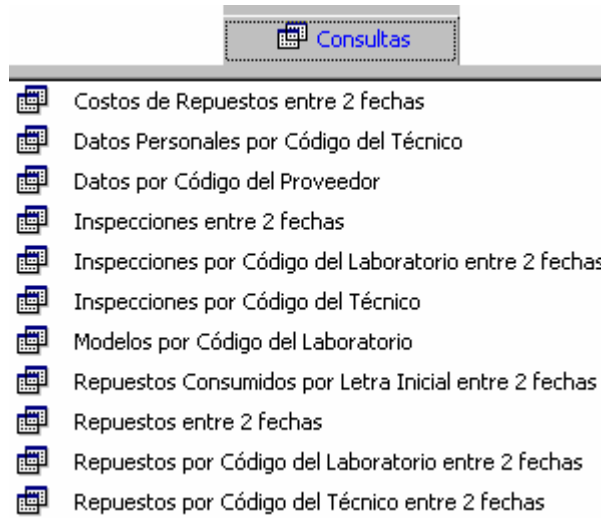 Consultas
Costos de Repuestos entre 2 fechas
Datos Personales por Código del Técnico
Datos por Código del Proveedor
Inspecciones entre 2 fechas
Inspecciones por Código del Laboratorio entre 2 fechas
Inspecciones por Código del Técnico
Modelos por Código del Laboratorio
Repuestos Consumidos por Letra Inicial entre 2 fechas
Repuestos entre 2 fechas
Repuestos por Código del Laboratorio entre 2 fechas
Repuestos por Código del Técnico entre 2 fechas